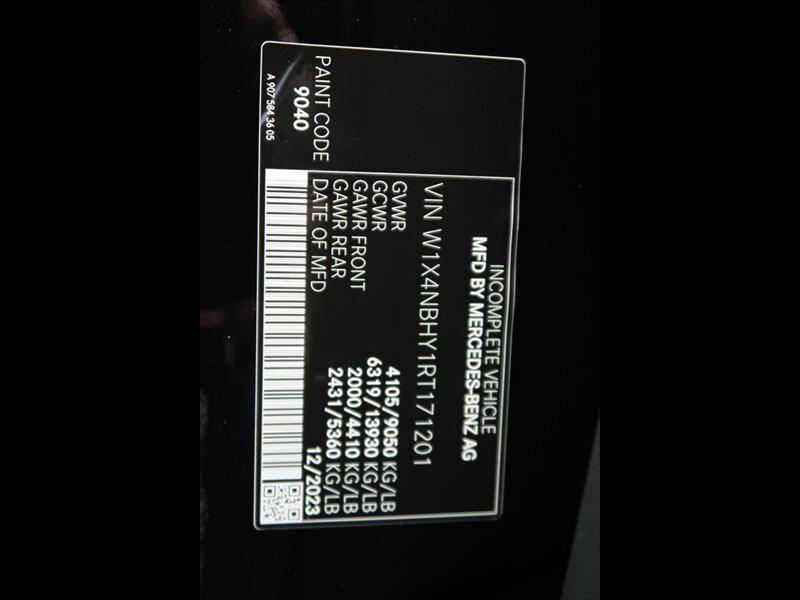 INCOMPLETE VEHICLE
MFD BY MERCEDES-BENZ AG
VIN W1X4NBHY1RT171201
GVWR 4105/9050 KG/LB
GCWR 6319/13930 KG/LB
GAWR FRONT 2000/4410 KG/LB
GAWR REAR 2431/5360 KG/LB
DATE OF MFD 12/2023
PAINT CODE
9040
A 907 584 36 05